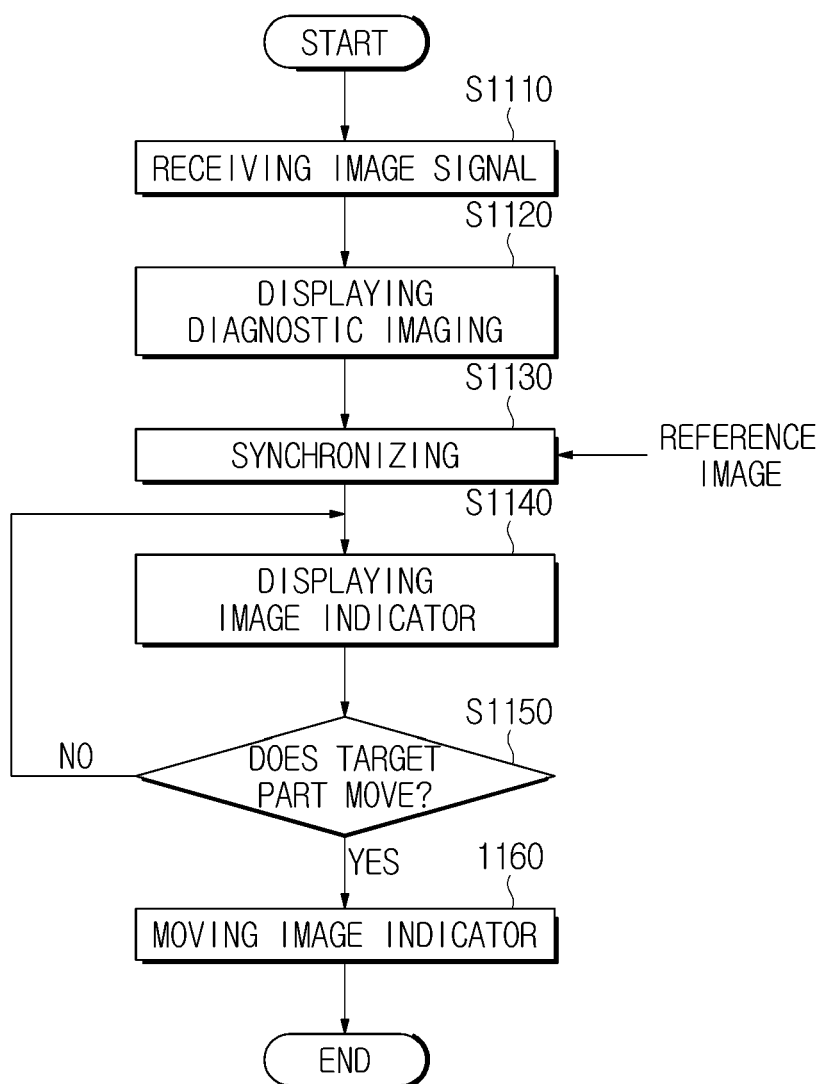 START
S1110
RECEIVING IMAGE SIGNAL
S1120
DISPLAYING
DIAGNOSTIC IMAGING
S1130
SYNCHRONIZING
REFERENCE
IMAGE
S1140
DISPLAYING
IMAGE INDICATOR
S1150
NO
DOES TARGET
PART MOVE?
YES
1160
MOVING IMAGE INDICATOR
END